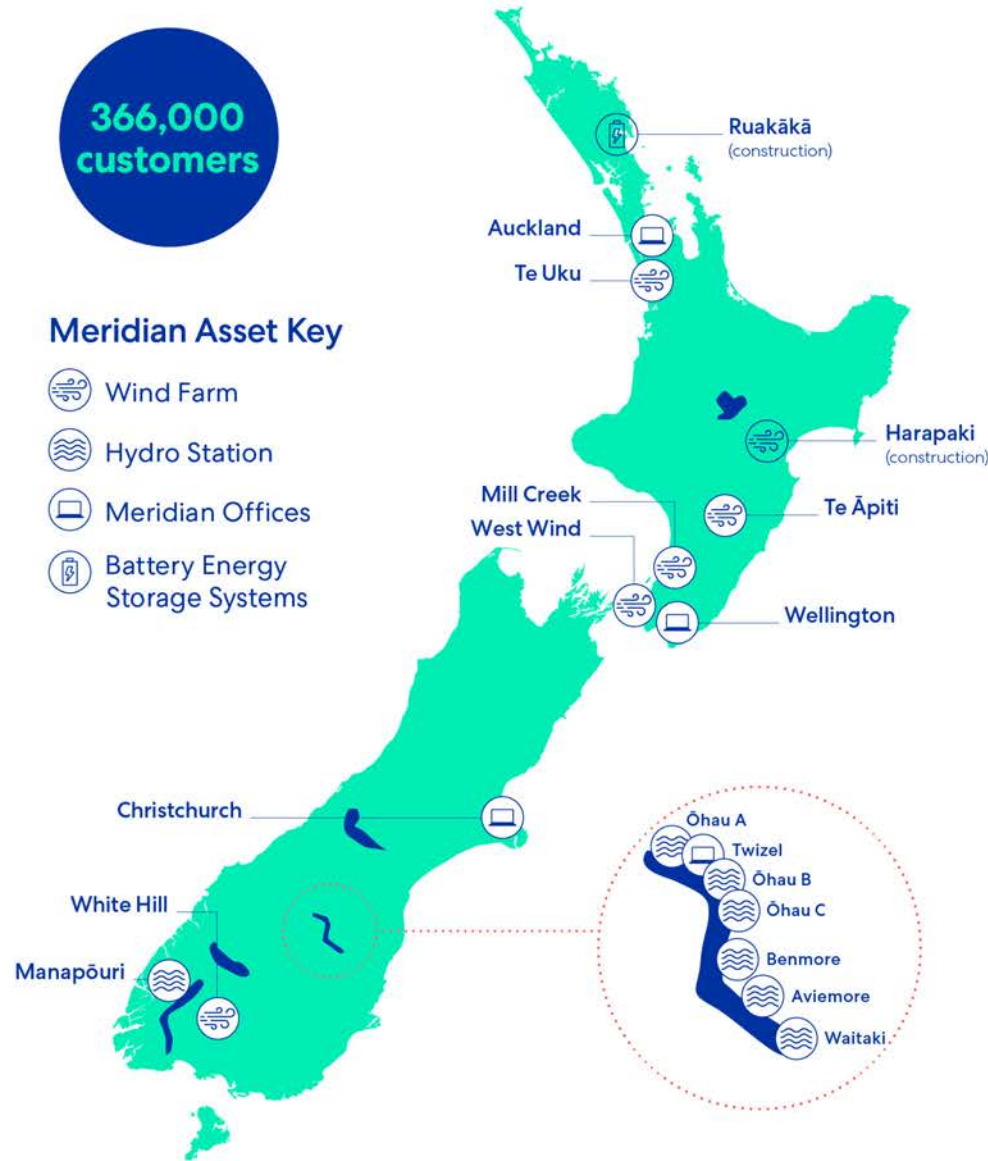 366,000
customers
Ruakākā
(construction)
Auckland
Te Uku
Meridian Asset Key
Wind Farm
Hydro Station
Meridian Offices
Battery Energy
Storage Systems
Harapaki
(construction)
Mill Creek
Te Āpiti
West Wind
Wellington
Christchurch
White Hill
Manapōuri
Ōhau A
Twizel
Ōhau B
Ōhau C
Benmore
Aviemore
Waitaki